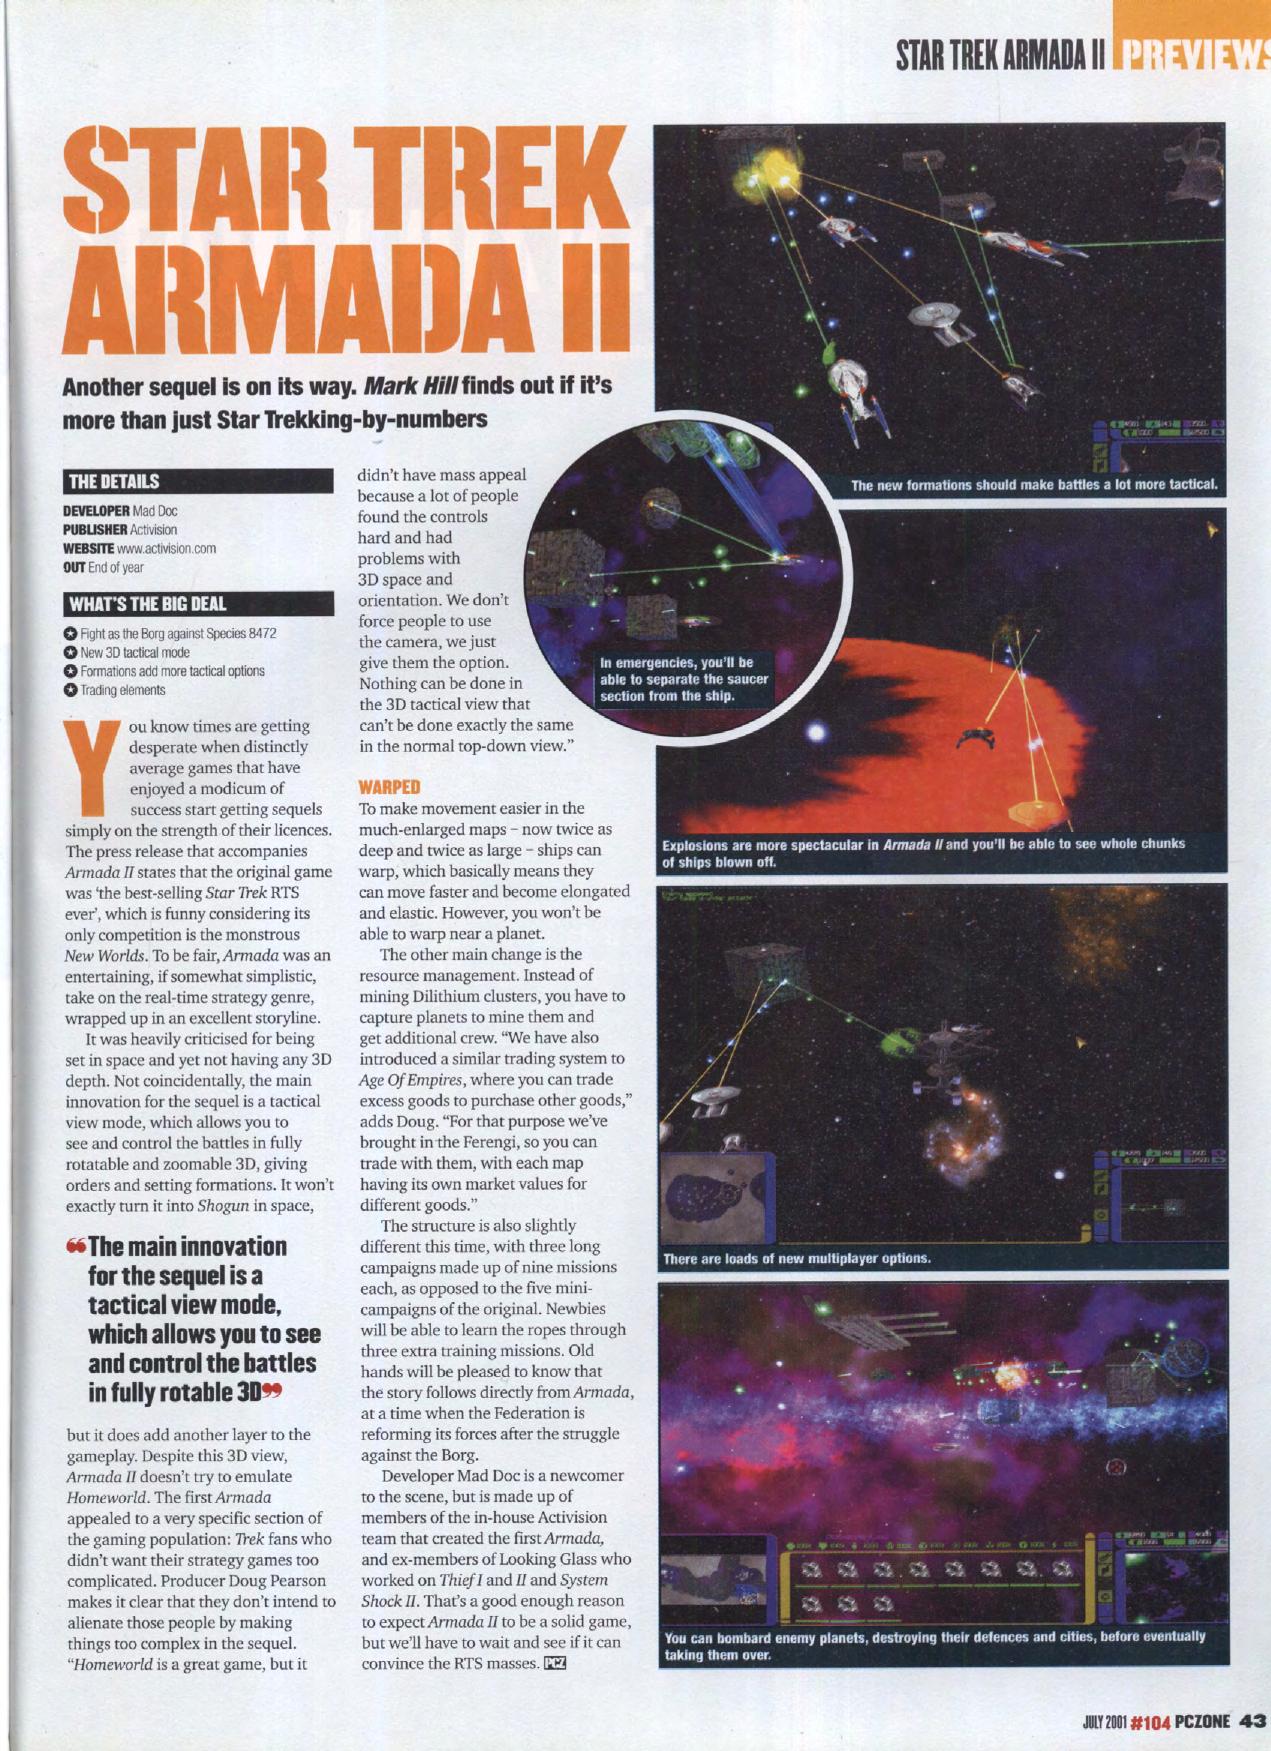 STAR TREK ARMADA II PREVIEWS
STAR TREK
ARMADA II
Another sequel is on its way. Mark Hill finds out if it's
more than just Star Trekking-by-numbers
THE DETAILS
DEVELOPER Mad Doc
PUBLISHER Activision
WEBSITE www.activision.com
OUT End of year
WHAT'S THE BIG DEAL
Fight as the Borg against Species 8472
New 3D tactical mode
Formations add more tactical options
Trading elements
You know times are getting
desperate when distinctly
average games that have
enjoyed a modicum of
success start getting sequels
simply on the strength of their licences.
The press release that accompanies
Armada II states that the original game
was 'the best-selling Star Trek RTS
ever', which is funny considering its
only competition is the monstrous
New Worlds. To be fair, Armada was an
entertaining, if somewhat simplistic,
take on the real-time strategy genre,
wrapped up in an excellent storyline.
It was heavily criticised for being
set in space and yet not having any 3D
depth. Not coincidentally, the main
innovation for the sequel is a tactical
view mode, which allows you to
see and control the battles in fully
rotatable and zoomable 3D, giving
orders and setting formations. It won't
exactly turn it into Shogun in space,
“The main innovation
for the sequel is a
tactical view mode,
which allows you to see
and control the battles
in fully rotable 3D”
but it does add another layer to the
gameplay. Despite this 3D view,
Armada II doesn't try to emulate
Homeworld. The first Armada
appealed to a very specific section of
the gaming population: Trek fans who
didn't want their strategy games too
complicated. Producer Doug Pearson
makes it clear that they don't intend to
alienate those people by making
things too complex in the sequel.
"Homeworld is a great game, but it
didn't have mass appeal
because a lot of people
found the controls
hard and had
problems with
3D space and
orientation. We don't
force people to use
the camera, we just
give them the option.
Nothing can be done in
the 3D tactical view that
can't be done exactly the same
in the normal top-down view."
WARPED
To make movement easier in the
much-enlarged maps – now twice as
deep and twice as large – ships can
warp, which basically means they
can move faster and become elongated
and elastic. However, you won't be
able to warp near a planet.
The other main change is the
resource management. Instead of
mining Dilithium clusters, you have to
capture planets to mine them and
get additional crew. "We have also
introduced a similar trading system to
Age Of Empires, where you can trade
excess goods to purchase other goods,"
adds Doug. "For that purpose we've
brought in the Ferengi, so you can
trade with them, with each map
having its own market values for
different goods."
The structure is also slightly
different this time, with three long
campaigns made up of nine missions
each, as opposed to the five mini-
campaigns of the original. Newbies
will be able to learn the ropes through
three extra training missions. Old
hands will be pleased to know that
the story follows directly from Armada,
at a time when the Federation is
reforming its forces after the struggle
against the Borg.
Developer Mad Doc is a newcomer
to the scene, but is made up of
members of the in-house Activision
team that created the first Armada,
and ex-members of Looking Glass who
worked on Thief I and II and System
Shock II. That's a good enough reason
to expect Armada II to be a solid game,
but we'll have to wait and see if it can
convince the RTS masses. PCZ
The new formations should make battles a lot more tactical.
In emergencies, you'll be
able to separate the saucer
section from the ship.
Explosions are more spectacular in Armada II and you'll be able to see whole chunks
of ships blown off.
There are loads of new multiplayer options.
You can bombard enemy planets, destroying their defences and cities, before eventually
taking them over.
JULY 2001 #104 PCZONE 43